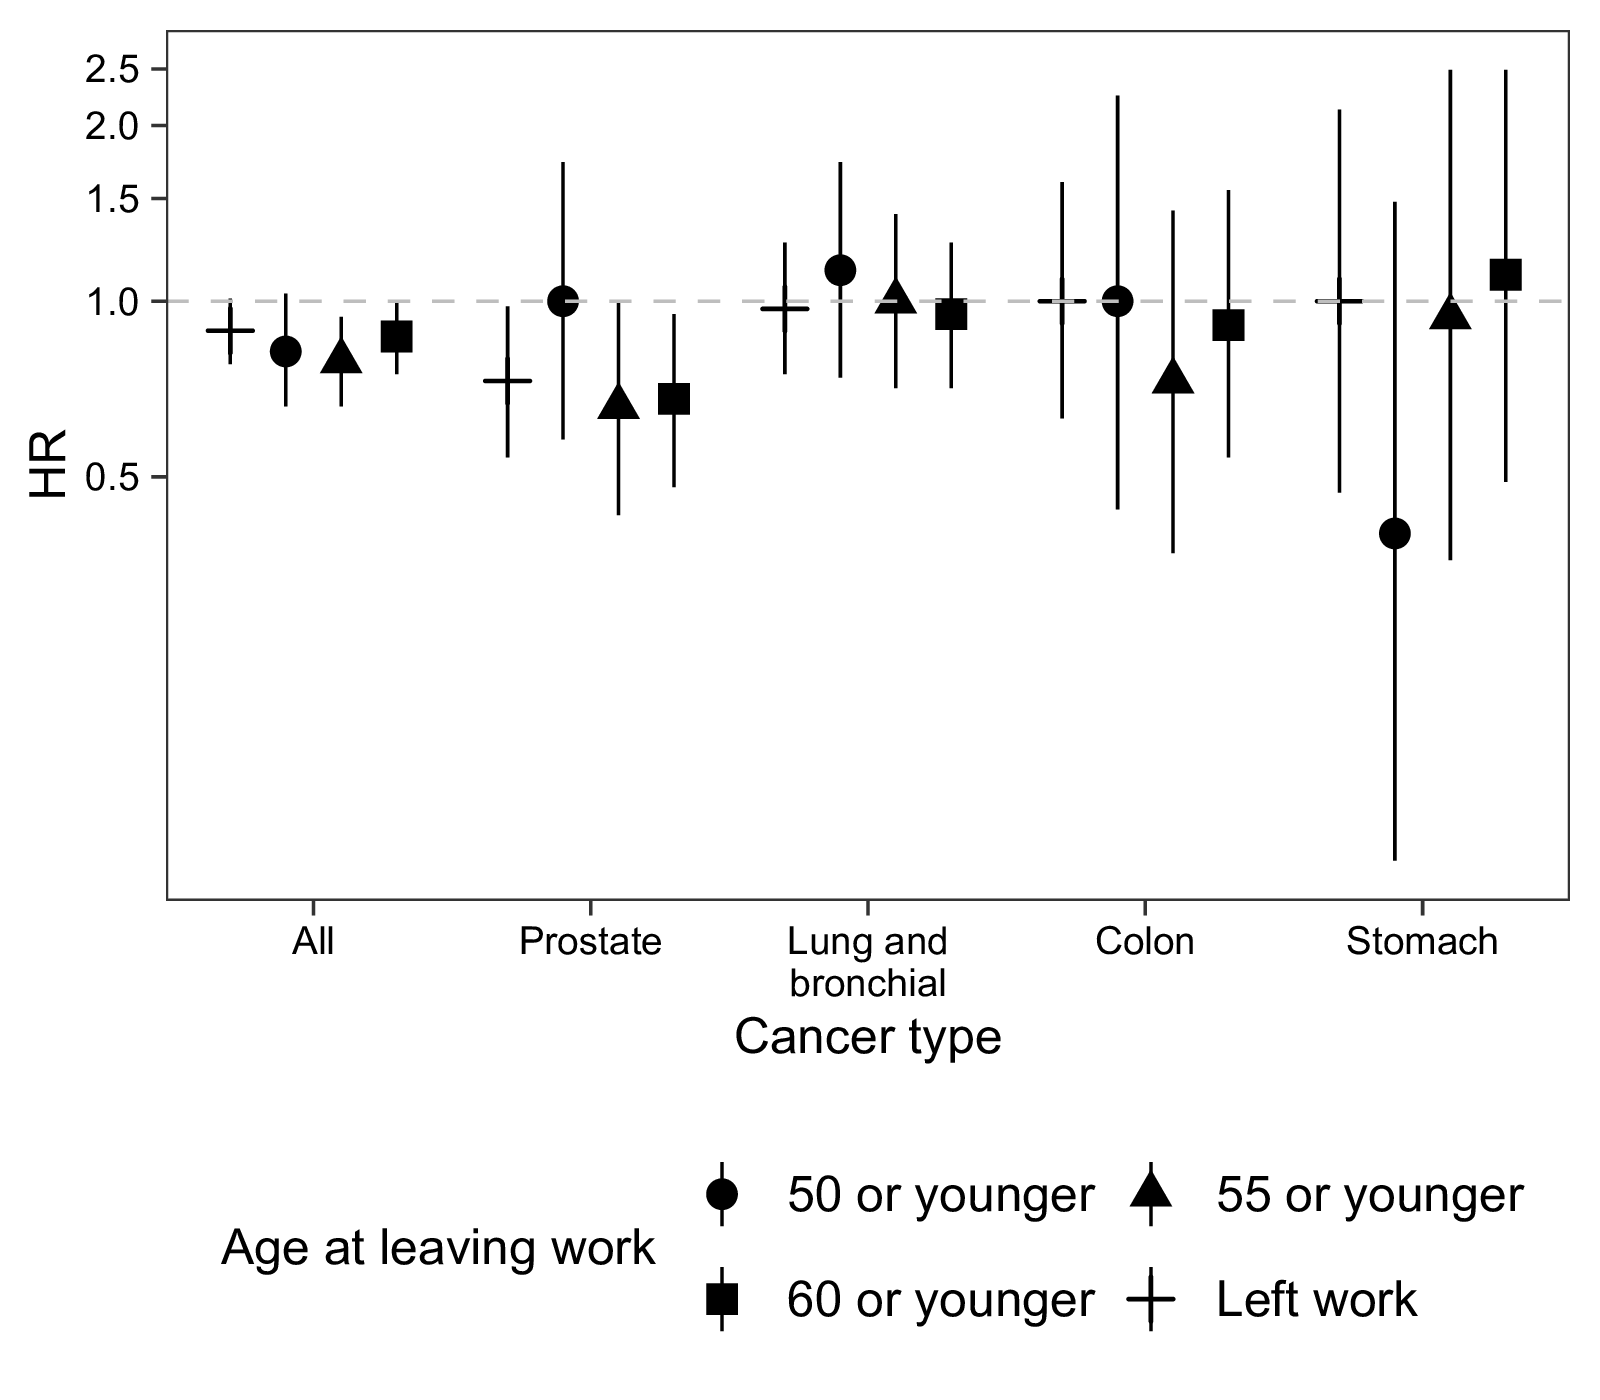 2.5
2.0
1.5
1.0
0.5
HR
All
Prostate
Lung and
bronchial
Colon
Stomach
Cancer type
Age at leaving work
50 or younger
55 or younger
60 or younger
Left work